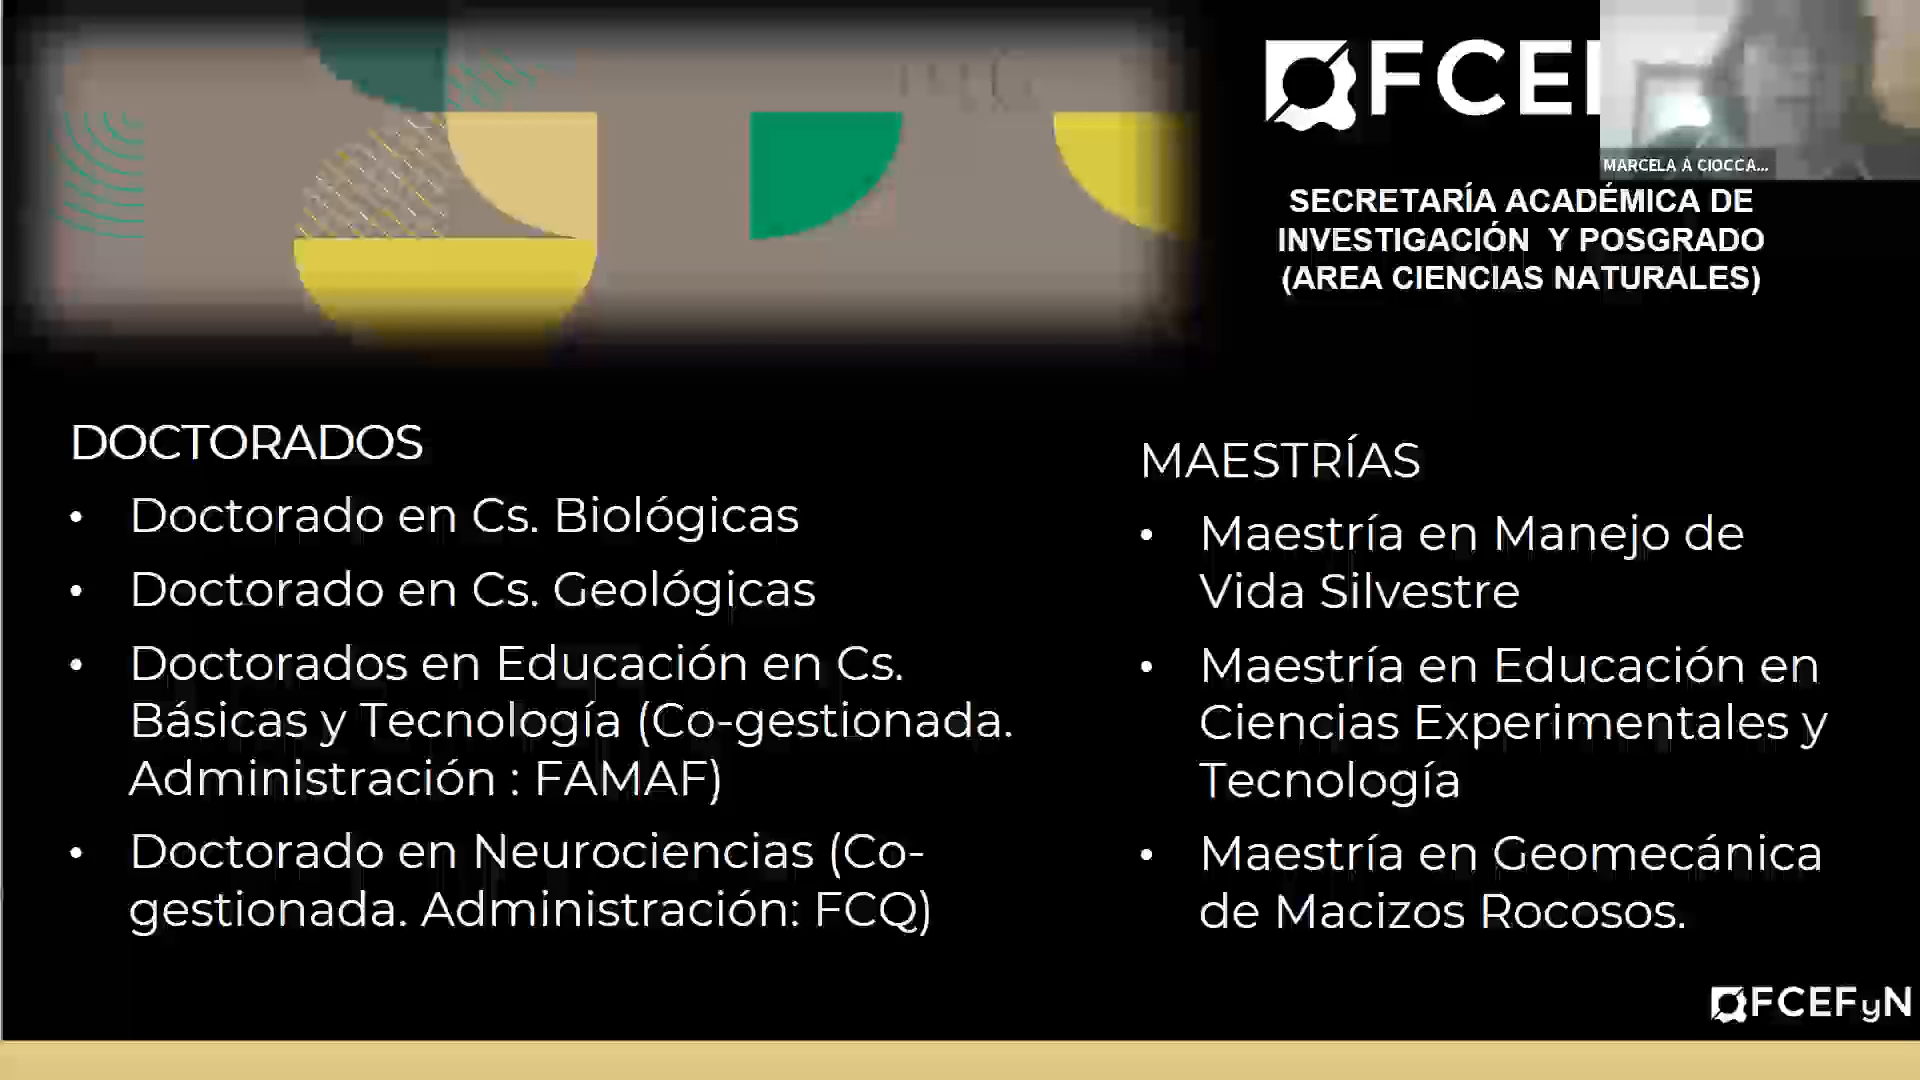 FCE
MARCELA A CIOCCA...
SECRETARÍA ACADÉMICA DE
INVESTIGACIÓN Y POSGRADO
(AREA CIENCIAS NATURALES)
DOCTORADOS
• Doctorado en Cs. Biológicas
• Doctorado en Cs. Geológicas
• Doctorados en Educación en Cs.
Básicas y Tecnología (Co-gestionada.
Administración : FAMAF)
• Doctorado en Neurociencias (Co-
gestionada. Administración: FCQ)
MAESTRÍAS
• Maestría en Manejo de
Vida Silvestre
• Maestría en Educación en
Ciencias Experimentales y
Tecnología
• Maestría en Geomecánica
de Macizos Rocosos.
FCEFyN